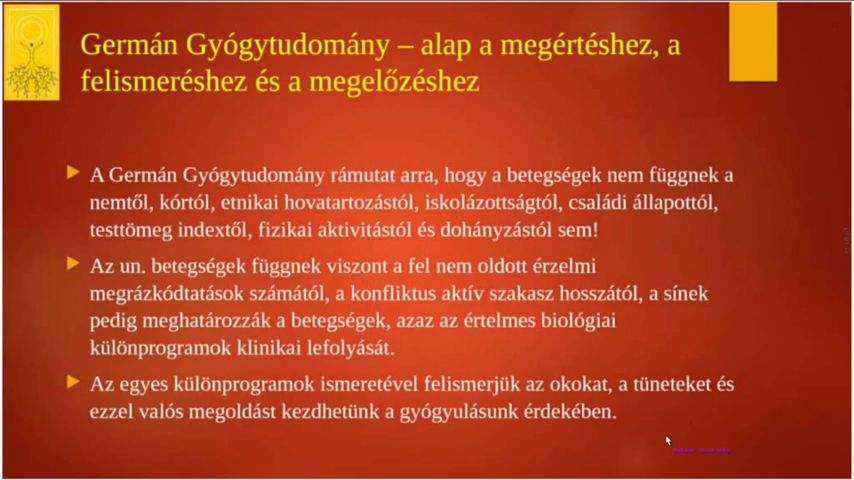 Germán Gyógytudomány – alap a megértéshez, a
felismeréshez és a megelőzéshez
A Germán Gyógytudomány rámutat arra, hogy a betegségek nem függnek a
nemtől, kórtól, etnikai hovatartozástól, iskolázottságtól, családi állapottól,
testtömeg indextől, fizikai aktivitástól és dohányzástól sem!
Az un. betegségek függnek viszont a fel nem oldott érzelmi
megrázkódtatások számától, a konfliktus aktív szakasz hosszától, a sínek
pedig meghatározzák a betegségek, azaz az értelmes biológiai
különprogramok klinikai lefolyását.
Az egyes különprogramok ismeretével felismerjük az okokat, a tüneteket és
ezzel valós megoldást kezdhetünk a gyógyulásunk érdekében.